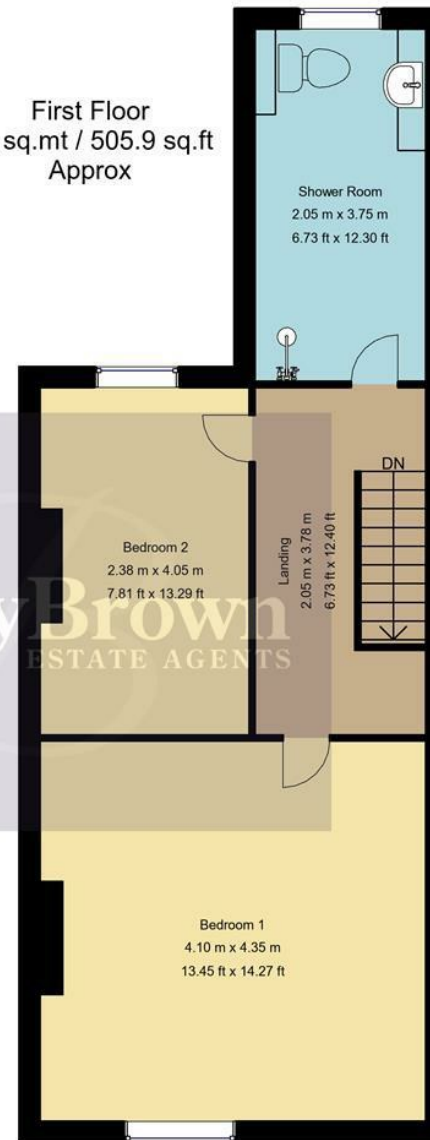 First Floor
sq.mt / 505.9 sq.ft
Approx
Shower Room
2.05 m x 3.75 m
6.73 ft x 12.30 ft
DN
Landing
2.05 m x 3.78 m
6.73 ft x 12.40 ft
Bedroom 2
2.38 m x 4.05 m
7.81 ft x 13.29 ft
yBrown
ESTATE AGENTS
Bedroom 1
4.10 m x 4.35 m
13.45 ft x 14.27 ft